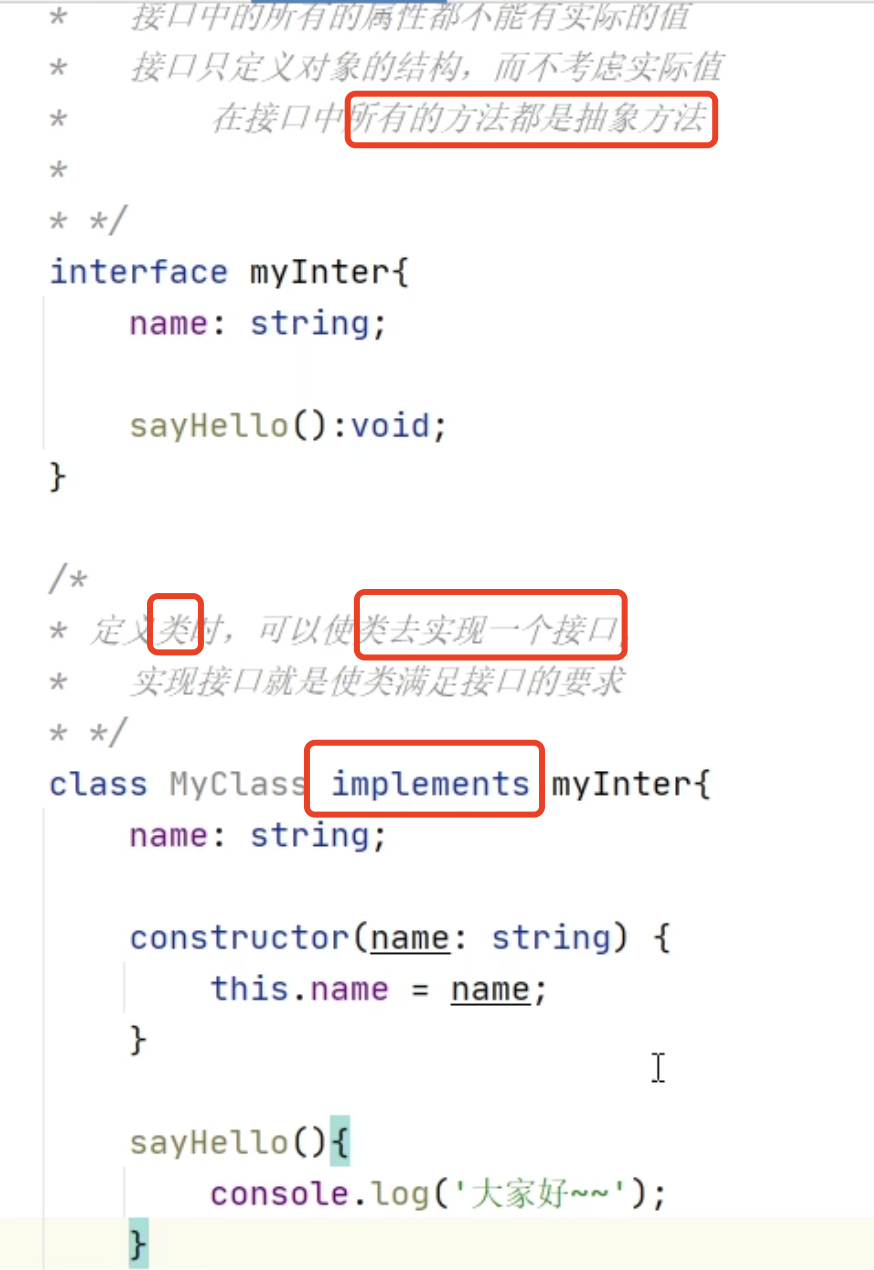 * 接口中的所有的属性都不能有实际的值
* 接口只定义对象的结构，而不考虑实际值
* 在接口中所有的方法都是抽象方法
*
* */
interface myInter{
name: string;
sayHello():void;
}
/*
* 定义类时，可以使类去实现一个接口，
* 实现接口就是使类满足接口的要求
* */
class MyClass implements myInter{
name: string;
constructor(name: string) {
this.name = name;
}
sayHello(){
console.log('大家好~~');
}